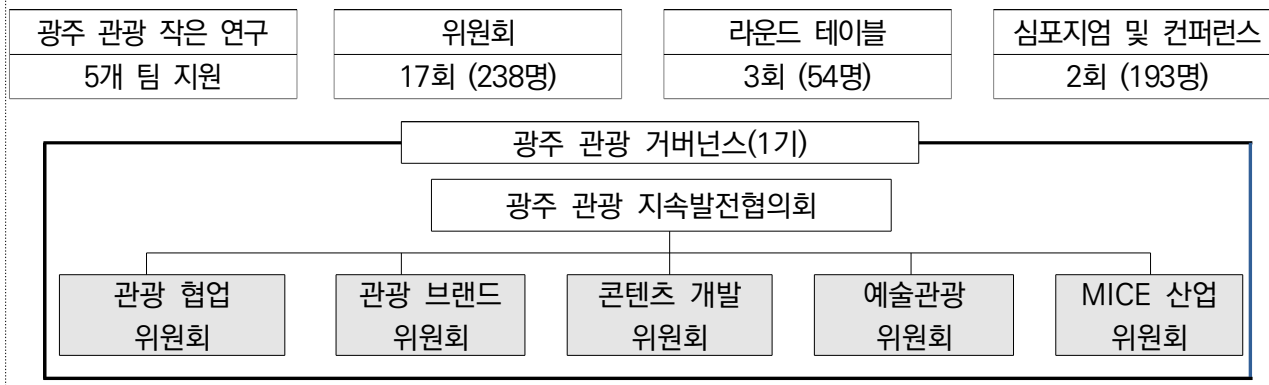 광주 관광 작은 연구
5개 팀 지원
위원회
17회 (238명)
라운드 테이블
3회 (54명)
심포지엄 및 컨퍼런스
2회 (193명)
광주 관광 거버넌스(1기)
광주 관광 지속발전협의회
관광 협업
위원회
관광 브랜드
위원회
콘텐츠 개발
위원회
예술관광
위원회
MICE 산업
위원회